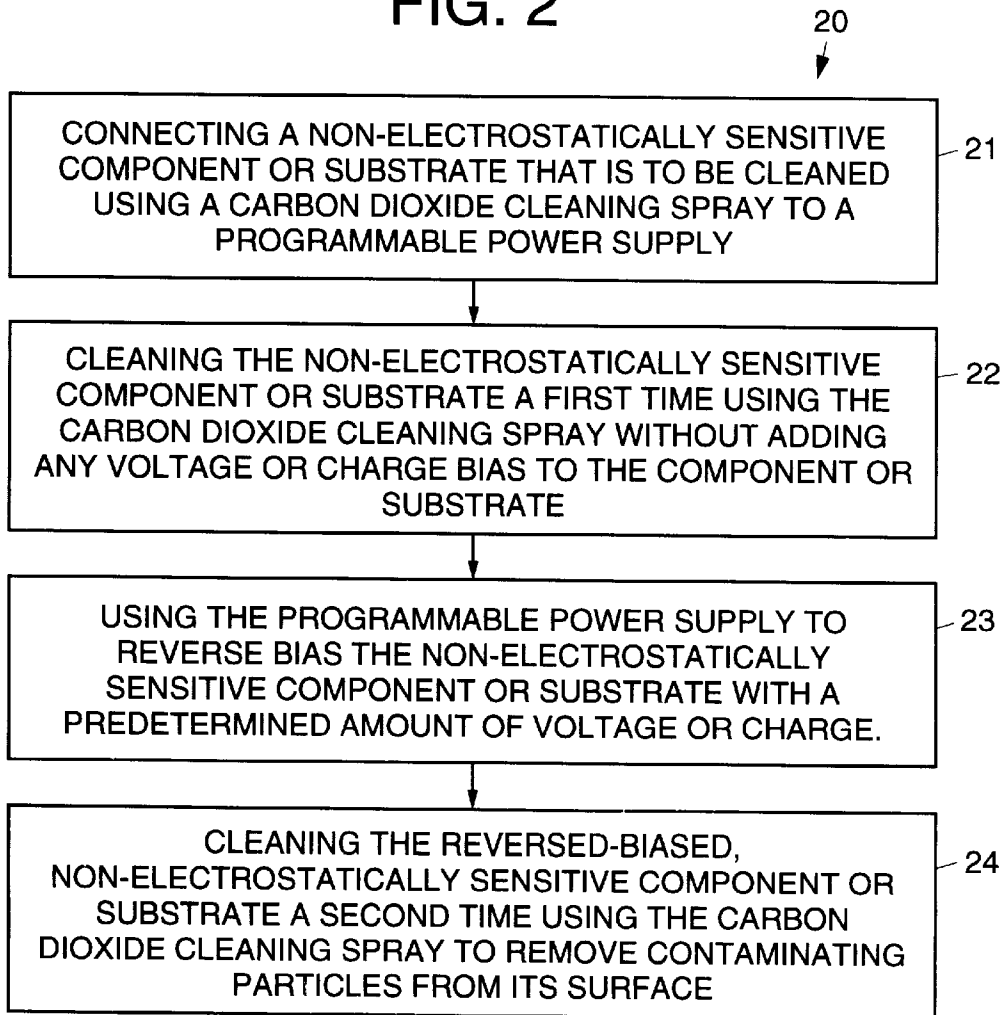 FIG. 2
20
CONNECTING A NON-ELECTROSTATICALLY SENSITIVE
COMPONENT OR SUBSTRATE THAT IS TO BE CLEANED
USING A CARBON DIOXIDE CLEANING SPRAY TO A
PROGRAMMABLE POWER SUPPLY
21
CLEANING THE NON-ELECTROSTATICALLY SENSITIVE
COMPONENT OR SUBSTRATE A FIRST TIME USING THE
CARBON DIOXIDE CLEANING SPRAY WITHOUT ADDING
ANY VOLTAGE OR CHARGE BIAS TO THE COMPONENT OR
SUBSTRATE
22
USING THE PROGRAMMABLE POWER SUPPLY TO
REVERSE BIAS THE NON-ELECTROSTATICALLY
SENSITIVE COMPONENT OR SUBSTRATE WITH A
PREDETERMINED AMOUNT OF VOLTAGE OR CHARGE.
23
CLEANING THE REVERSED-BIASED,
NON-ELECTROSTATICALLY SENSITIVE COMPONENT OR
SUBSTRATE A SECOND TIME USING THE CARBON
DIOXIDE CLEANING SPRAY TO REMOVE CONTAMINATING
PARTICLES FROM ITS SURFACE
24